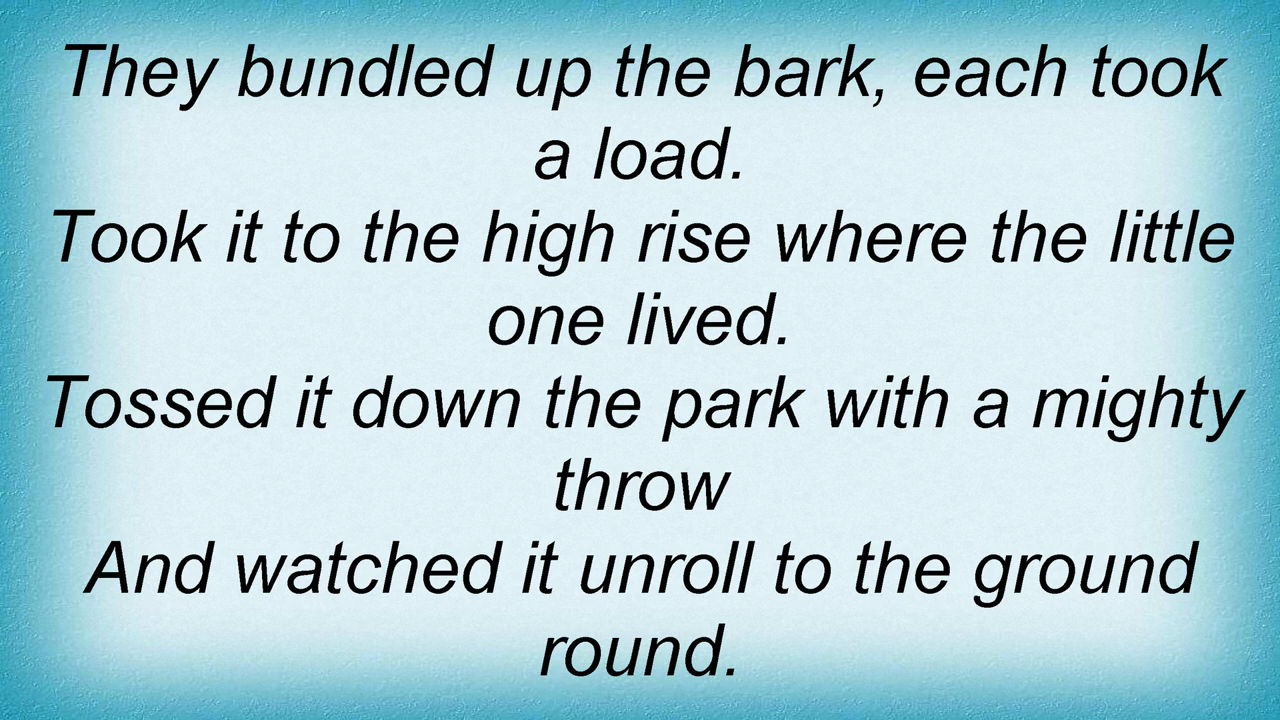 They bundled up the bark, each took
a load.
Took it to the high rise where the little
one lived.
Tossed it down the park with a mighty
throw
And watched it unroll to the ground
round.